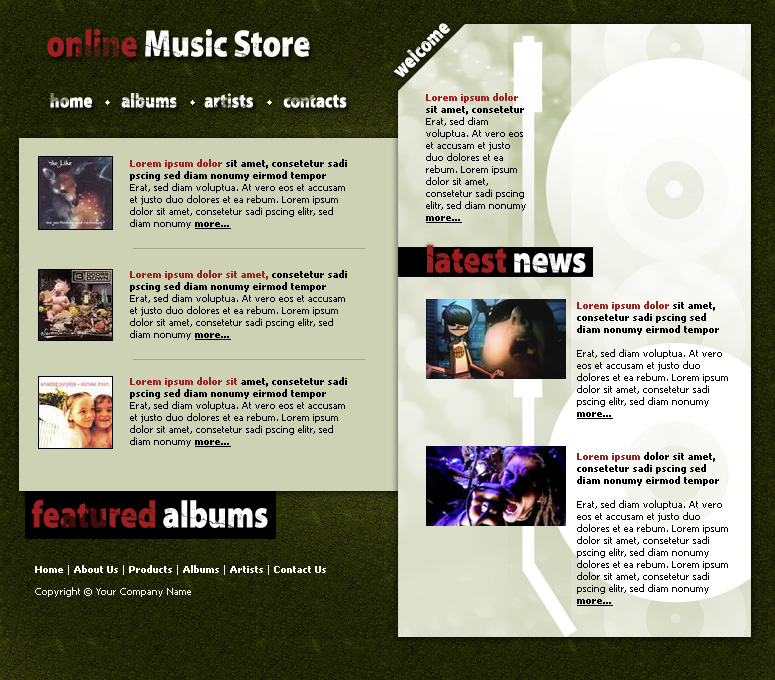 online Music Store
home • albums • artists • contacts
the Like
Lorem ipsum dolor sit amet, consetetur sadi
pscing sed diam nonumy eirmod tempor
Erat, sed diam voluptua. At vero eos et accusam
et justo duo dolores et ea rebum. Lorem ipsum
dolor sit amet, consetetur sadi pscing elitr, sed
diam nonumy more...
3 DOORS DOWN
Lorem ipsum dolor sit amet, consetetur sadi
pscing sed diam nonumy eirmod tempor
Erat, sed diam voluptua. At vero eos et accusam
et justo duo dolores et ea rebum. Lorem ipsum
dolor sit amet, consetetur sadi pscing elitr, sed
diam nonumy more...
smashing pumpkins - siamese dream
Lorem ipsum dolor sit amet, consetetur sadi
pscing sed diam nonumy eirmod tempor
Erat, sed diam voluptua. At vero eos et accusam
et justo duo dolores et ea rebum. Lorem ipsum
dolor sit amet, consetetur sadi pscing elitr, sed
diam nonumy more...
featured albums
Home | About Us | Products | Albums | Artists | Contact Us
Copyright © Your Company Name
welcome
Lorem ipsum dolor
sit amet, consetetur
Erat, sed diam
voluptua. At vero eos
et accusam et justo
duo dolores et ea
rebum. Lorem ipsum
dolor sit amet,
consetetur sadi pscing
elitr, sed diam nonumy
more...
latest news
Lorem ipsum dolor sit amet,
consetetur sadi pscing sed
diam nonumy eirmod tempor
Erat, sed diam voluptua. At vero
eos et accusam et justo duo
dolores et ea rebum. Lorem ipsum
dolor sit amet, consetetur sadi
pscing elitr, sed diam nonumy
more...
Lorem ipsum dolor sit amet,
consetetur sadi pscing sed
diam nonumy eirmod tempor
Erat, sed diam voluptua. At vero
eos et accusam et justo duo
dolores et ea rebum. Lorem ipsum
dolor sit amet, consetetur sadi
pscing elitr, sed diam nonumy
dolores et ea rebum. Lorem ipsum
dolor sit amet, consetetur sadi
pscing elitr, sed diam nonumy
more...